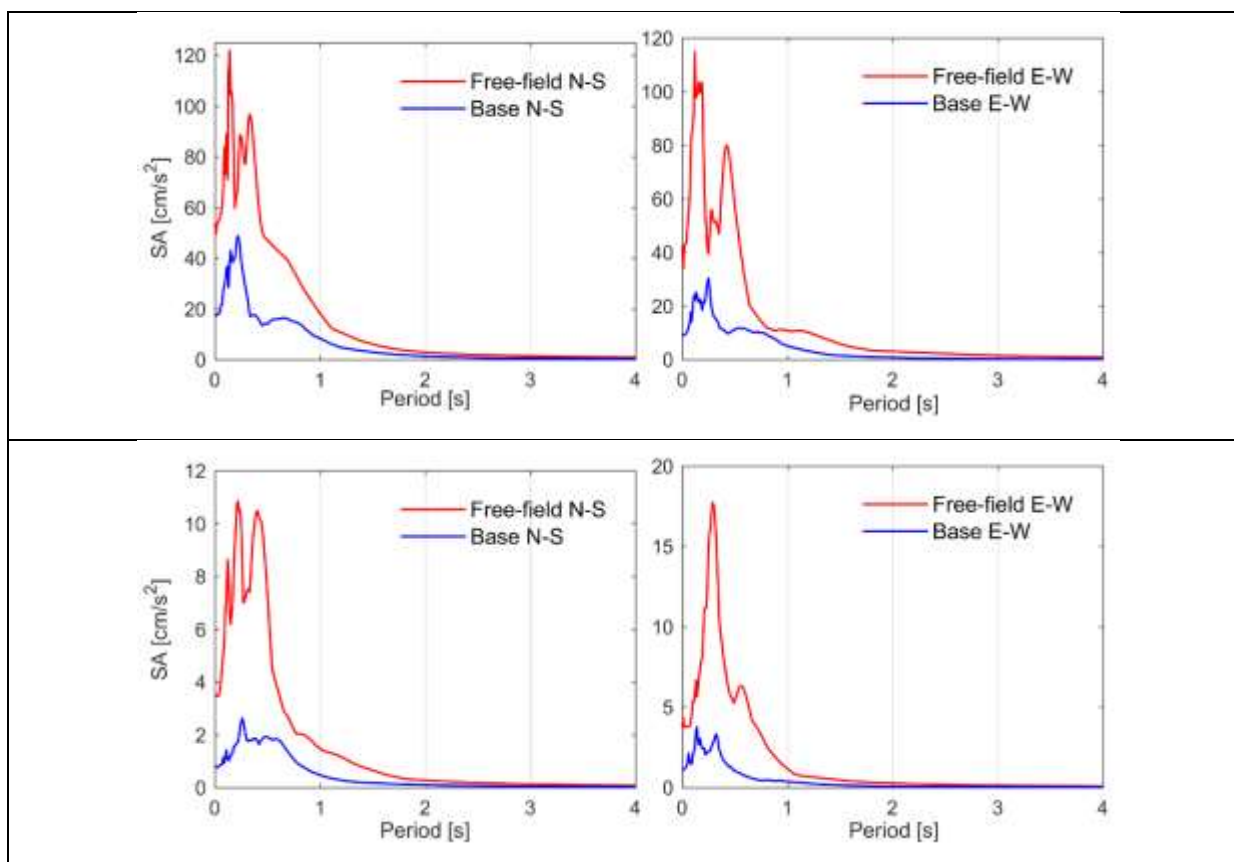 120
100
80
60
40
20
0
SA [cm/s²]
Free-field N-S
Base N-S
0 1 2 3 4
Period [s]
120
100
80
60
40
20
0
Free-field E-W
Base E-W
0 1 2 3 4
Period [s]
12
10
8
6
4
2
0
SA [cm/s²]
Free-field N-S
Base N-S
0 1 2 3 4
Period [s]
20
15
10
5
0
Free-field E-W
Base E-W
0 1 2 3 4
Period [s]